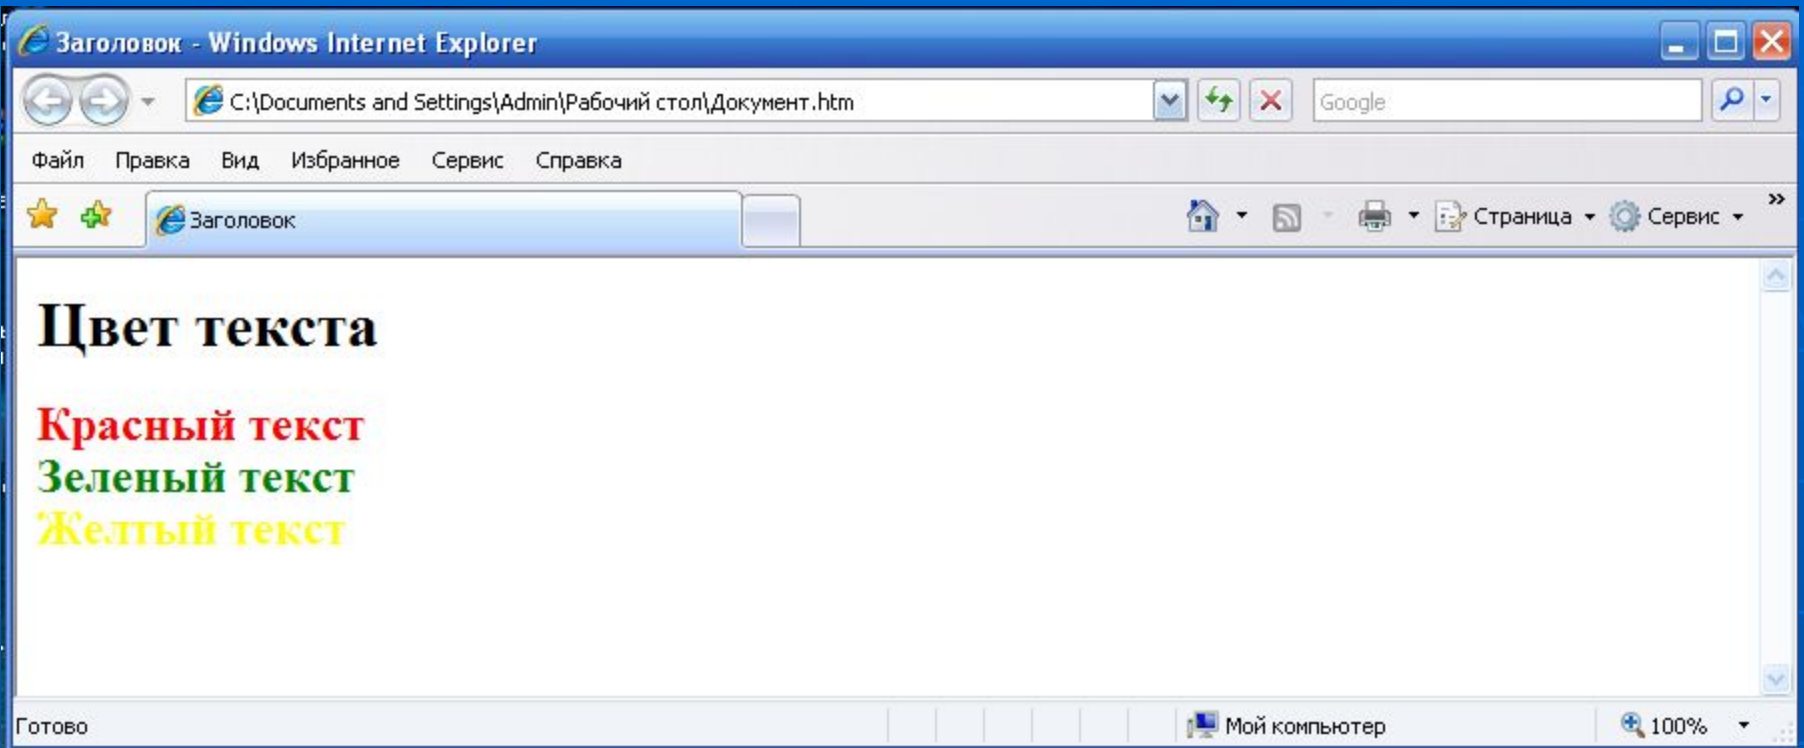 Заголовок - Windows Internet Explorer
C:\Documents and Settings\Admin\Рабочий стол\Документ.htm
Google
Файл Правка Вид Избранное Сервис Справка
Заголовок
Страница
Сервис
»
Цвет текста
Красный текст
Зеленый текст
Желтый текст
Готово
Мой компьютер
100%